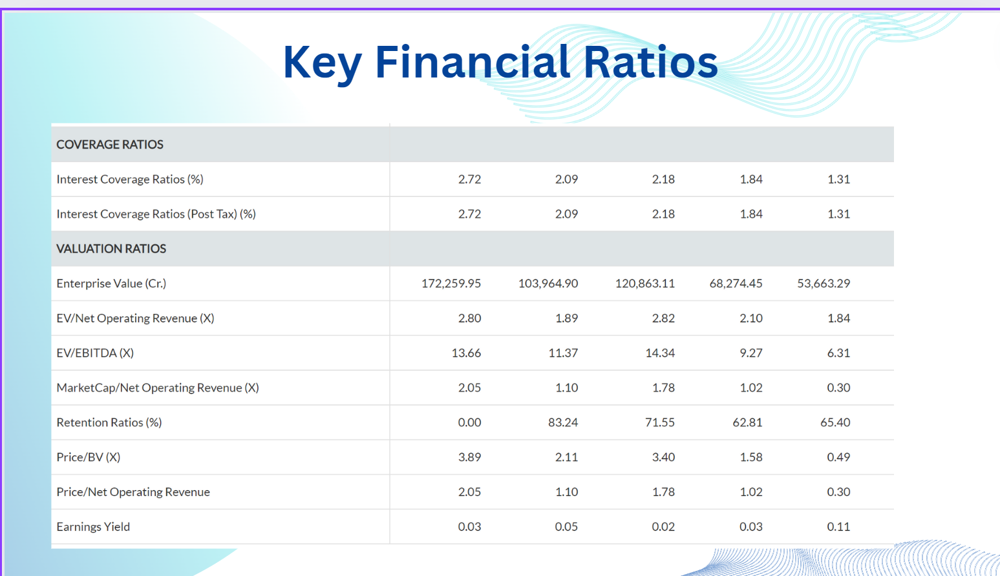 Key Financial Ratios
COVERAGE RATIOS
Interest Coverage Ratios (%) 2.72 2.09 2.18 1.84 1.31
Interest Coverage Ratios (Post Tax) (%) 2.72 2.09 2.18 1.84 1.31
VALUATION RATIOS
Enterprise Value (Cr.) 172,259.95 103,964.90 120,863.11 68,274.45 53,663.29
EV/Net Operating Revenue (X) 2.80 1.89 2.82 2.10 1.84
EV/EBITDA (X) 13.66 11.37 14.34 9.27 6.31
MarketCap/Net Operating Revenue (X) 2.05 1.10 1.78 1.02 0.30
Retention Ratios (%) 0.00 83.24 71.55 62.81 65.40
Price/BV (X) 3.89 2.11 3.40 1.58 0.49
Price/Net Operating Revenue 2.05 1.10 1.78 1.02 0.30
Earnings Yield 0.03 0.05 0.02 0.03 0.11